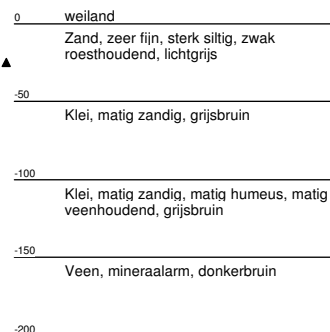 0 weiland
Zand, zeer fijn, sterk siltig, zwak
roesthoudend, lichtgrijs
-50
Klei, matig zandig, grijsbruin
-100
Klei, matig zandig, matig humeus, matig
veenhoudend, grijsbruin
-150
Veen, mineraalarm, donkerbruin
-200